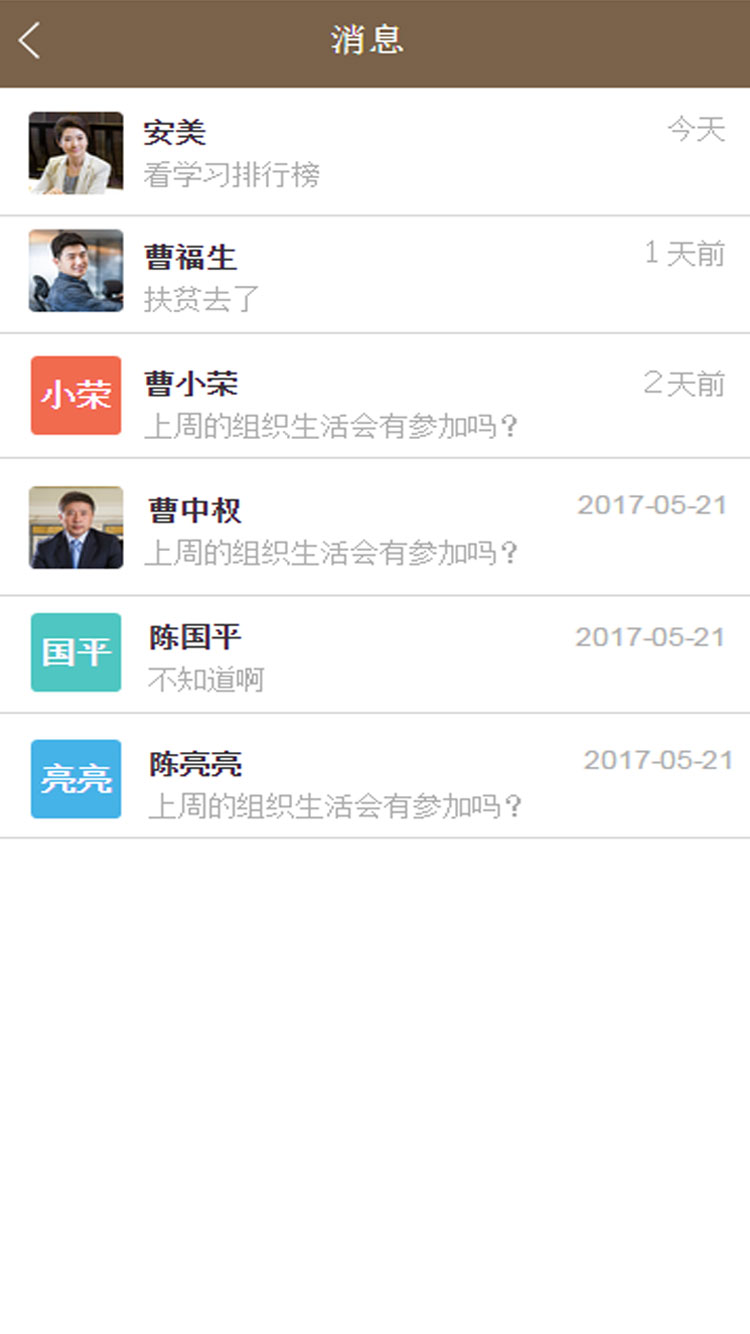 消息
安美
今天
看学习排行榜
曹福生
1天前
扶贫去了
小荣
曹小荣
2天前
上周的组织生活会有参加吗？
曹中权
2017-05-21
上周的组织生活会有参加吗？
国平
陈国平
2017-05-21
不知道啊
亮亮
陈亮亮
2017-05-21
上周的组织生活会有参加吗？